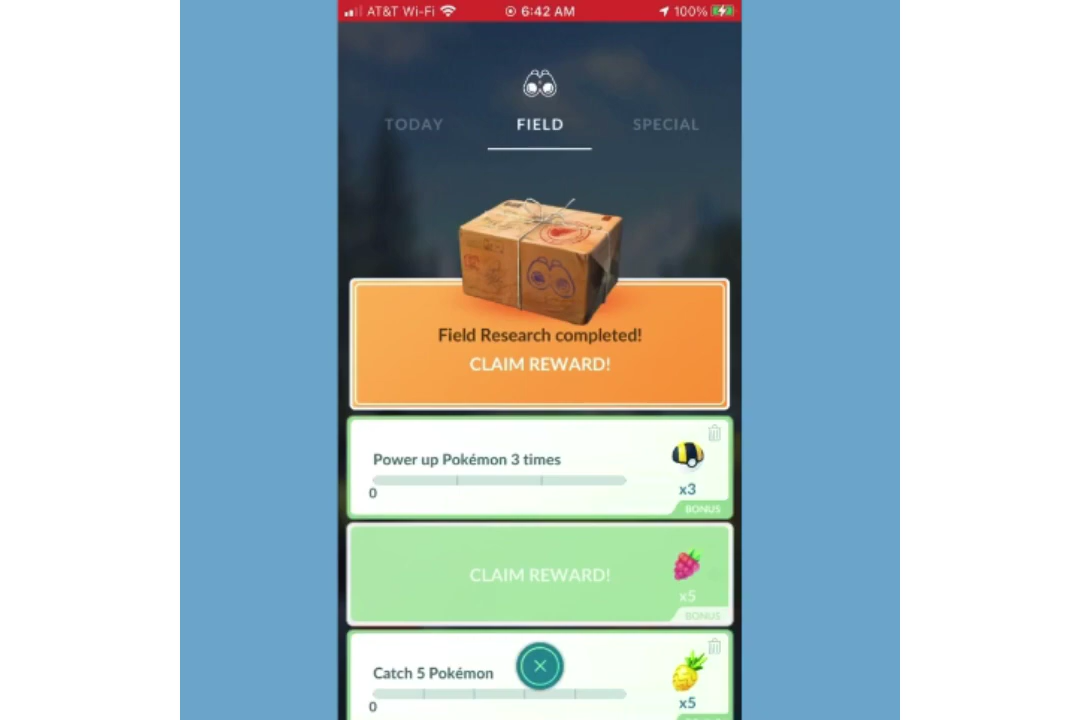 AT&T Wi-Fi 6:42 AM 100%
TODAY FIELD SPECIAL
Field Research completed!
CLAIM REWARD!
Power up Pokémon 3 times
0
x3
BONUS
CLAIM REWARD!
x5
BONUS
Catch 5 Pokémon
0
x5